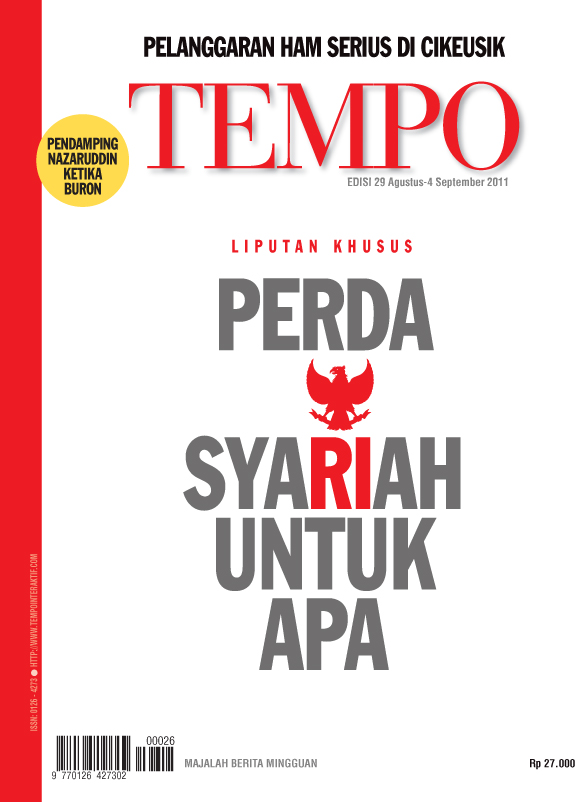 PELANGGARAN HAM SERIUS DI CIKEUSIK
TEMPO
EDISI 29 Agustus-4 September 2011
PENDAMPING
NAZARUDDIN
KETIKA
BURON
LIPUTAN KHUSUS
PERDA
SYARIAH
UNTUK
APA
ISSN: 0126 - 4273 ● HTTP://WWW.TEMPOINTERAKTIF.COM
00026
9 770126 427302
MAJALAH BERITA MINGGUAN
Rp 27.000